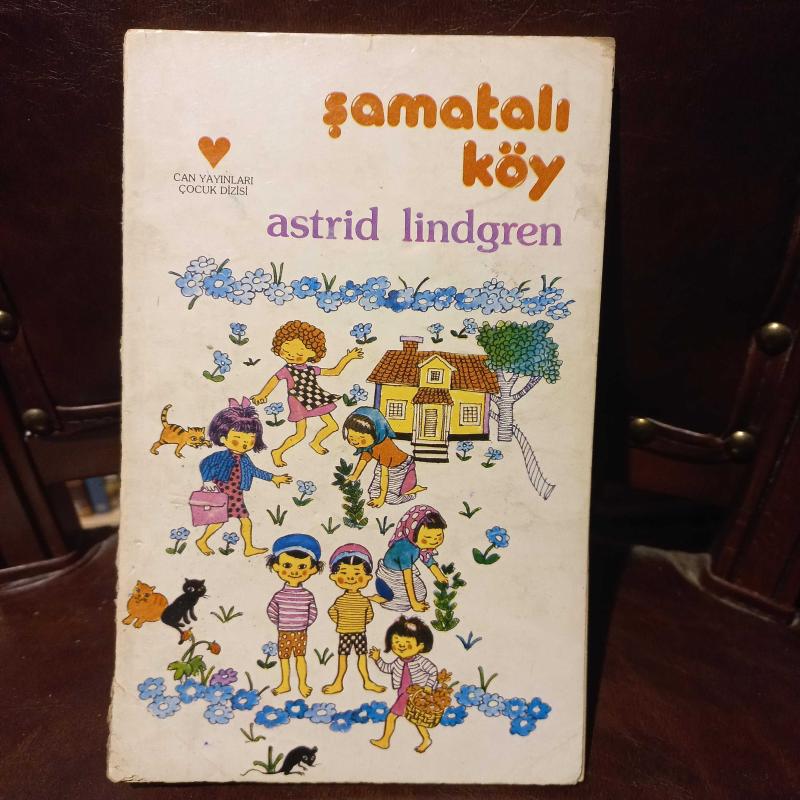 şamatalı
köy
CAN YAYINLARI
ÇOCUK DİZİSİ
astrid lindgren